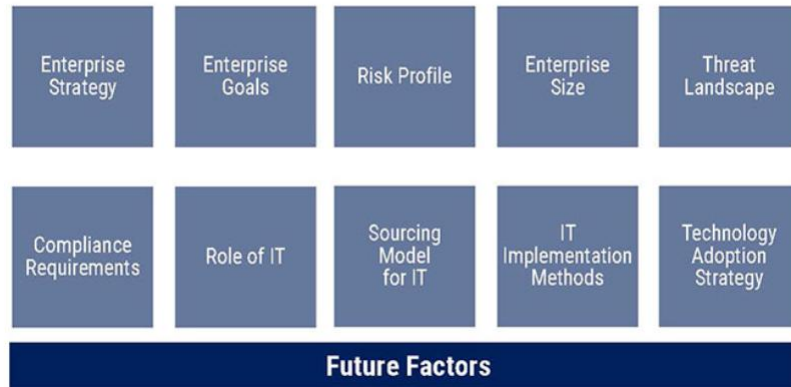 Enterprise
Strategy
Enterprise
Goals
Risk Profile
Enterprise
Size
Threat
Landscape
Compliance
Requirements
Role of IT
Sourcing
Model
for IT
IT
Implementation
Methods
Technology
Adoption
Strategy
Future Factors